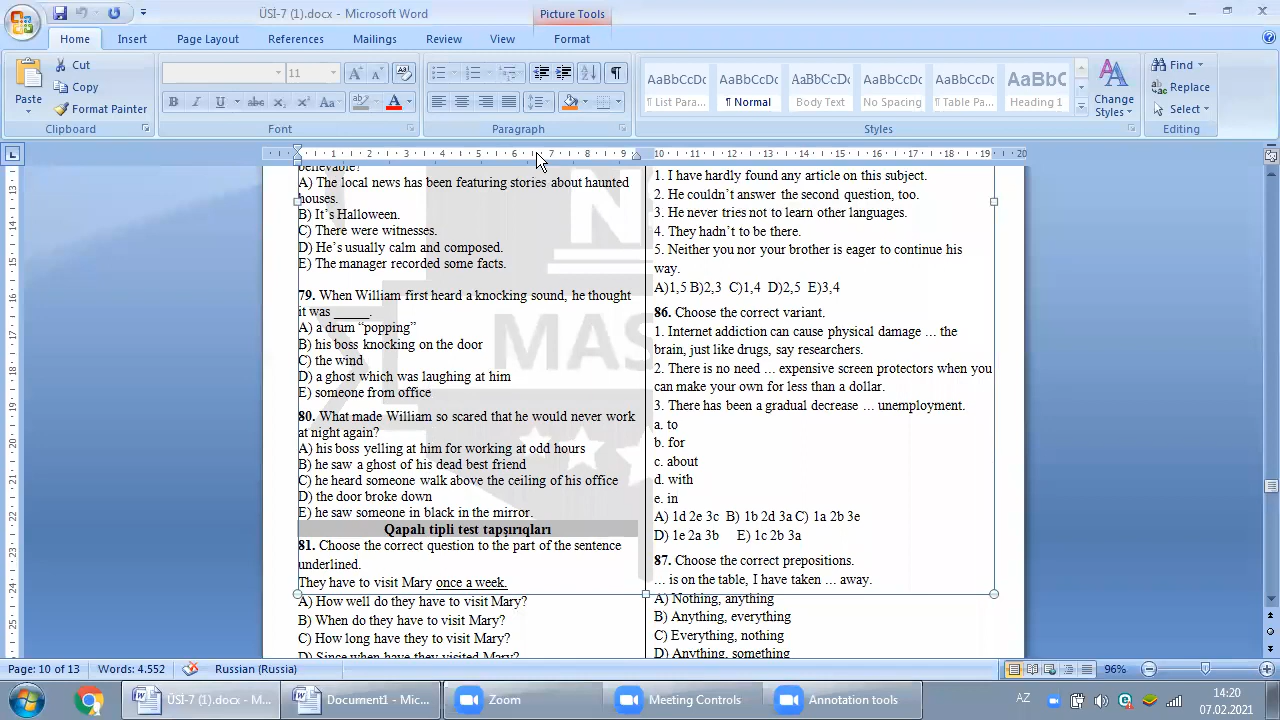 ÜSİ-7 (1).docx - Microsoft Word
Picture Tools
Home
Insert
Page Layout
References
Mailings
Review
View
Format
Paste
Cut
Copy
Format Painter
Clipboard
11
Font
Paragraph
AaBbCcDc
¶ List Para...
AaBbCcDc
¶ Normal
AaBbCcDc
Body Text
AaBbCcDc
No Spacing
AaBbCcDc
¶ Table Pa...
AaBbC
Heading 1
Change Styles
Styles
Find
Replace
Select
Editing
believable?
A) The local news has been featuring stories about haunted
houses.
B) It's Halloween.
C) There were witnesses.
D) He's usually calm and composed.
E) The manager recorded some facts.
79. When William first heard a knocking sound, he thought
it was _____.
A) a drum “popping”
B) his boss knocking on the door
C) the wind
D) a ghost which was laughing at him
E) someone from office
80. What made William so scared that he would never work
at night again?
A) his boss yelling at him for working at odd hours
B) he saw a ghost of his dead best friend
C) he heard someone walk above the ceiling of his office
D) the door broke down
E) he saw someone in black in the mirror.
Qapalı tipli test tapşırıqları
81. Choose the correct question to the part of the sentence
underlined.
They have to visit Mary once a week.
A) How well do they have to visit Mary?
B) When do they have to visit Mary?
C) How long have they to visit Mary?
D) Since when have they visited Mary?
1. I have hardly found any article on this subject.
2. He couldn't answer the second question, too.
3. He never tries not to learn other languages.
4. They hadn't to be there.
5. Neither you nor your brother is eager to continue his
way.
A)1,5 B)2,3 C)1,4 D)2,5 E)3,4
86. Choose the correct variant.
1. Internet addiction can cause physical damage ... the
brain, just like drugs, say researchers.
2. There is no need ... expensive screen protectors when you
can make your own for less than a dollar.
3. There has been a gradual decrease ... unemployment.
a. to
b. for
c. about
d. with
e. in
A) 1d 2e 3c B) 1b 2d 3a C) 1a 2b 3e
D) 1e 2a 3b E) 1c 2b 3a
87. Choose the correct prepositions.
... is on the table, I have taken ... away.
A) Nothing, anything
B) Anything, everything
C) Everything, nothing
D) Anything, something
MAS
Page: 10 of 13
Words: 4.552
Russian (Russia)
96%
ÜSİ-7 (1).docx - M...
Document1 - Mic...
Zoom
Meeting Controls
Annotation tools
AZ
14:20
07.02.2021